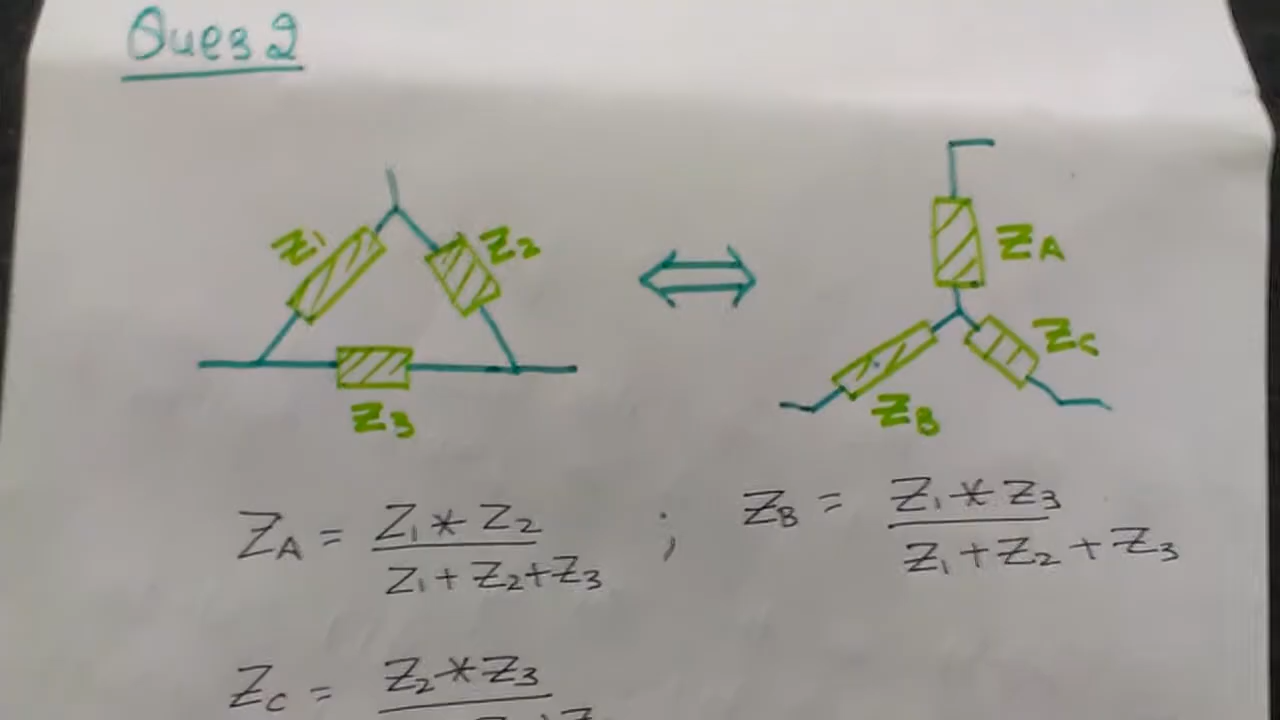 Ques 2
Z1 Z2
Z3
ZA
ZB ZC
ZA = Z1 * Z2 / Z1 + Z2 + Z3 ; ZB = Z1 * Z3 / Z1 + Z2 + Z3
ZC = Z2 * Z3